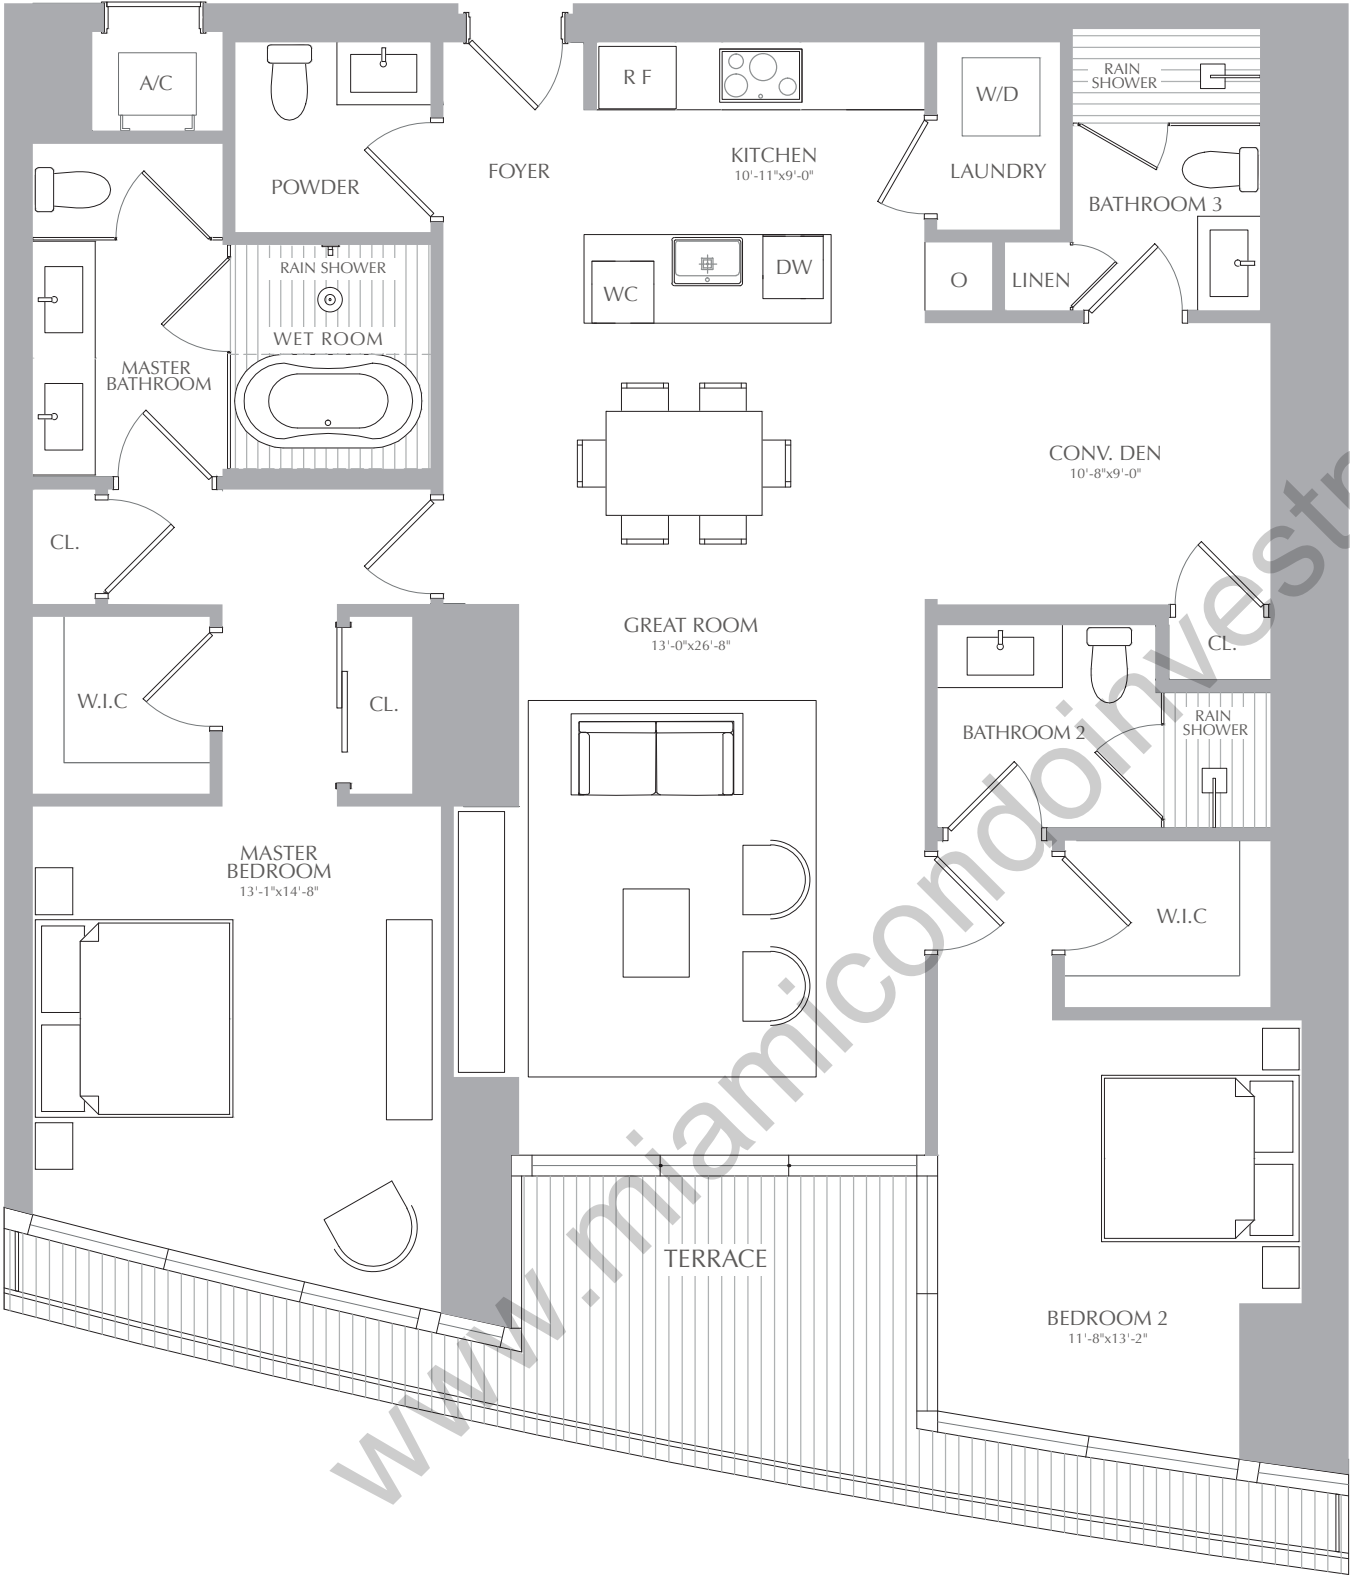 A/C
R F
W/D
RAIN
SHOWER
POWDER
FOYER
KITCHEN
10'-11"x9'-0"
LAUNDRY
BATHROOM 3
RAIN SHOWER
WC
DW
O
LINEN
WET ROOM
MASTER
BATHROOM
CONV. DEN
10'-8"x9'-0"
CL.
GREAT ROOM
13'-0"x26'-8"
CL.
W.I.C
CL.
BATHROOM 2
RAIN
SHOWER
MASTER
BEDROOM
13'-1"x14'-8"
W.I.C
TERRACE
BEDROOM 2
11'-8"x13'-2"